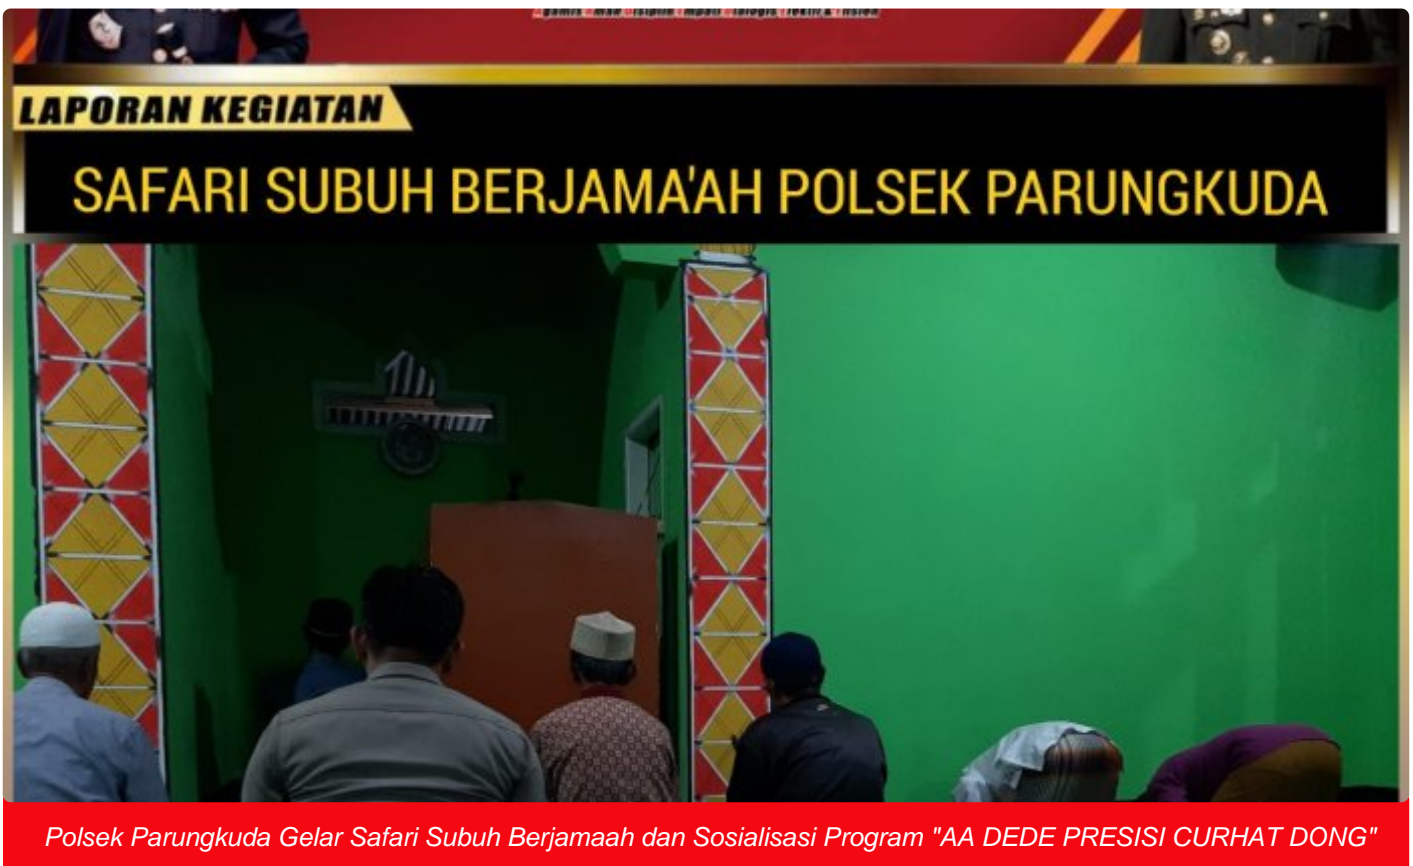 LAPORAN KEGIATAN
SAFARI SUBUH BERJAMA'AH POLSEK PARUNGKUDA
Polsek Parungkuda Gelar Safari Subuh Berjamaah dan Sosialisasi Program "AA DEDE PRESISI CURHAT DONG"